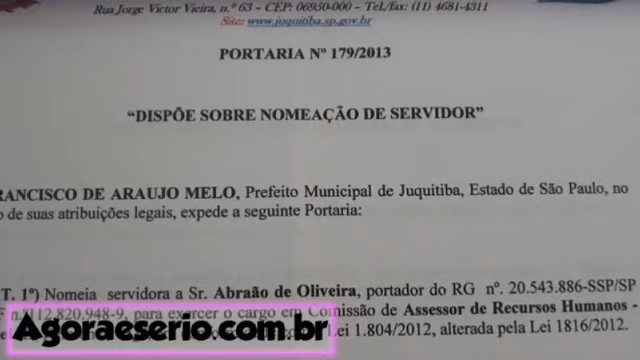 Rua Jorge Victor Vieira, n.º 63 – CEP: 06950-000 – Tel./fax: (11) 4681-4311
Site: www.juquitiba.sp.gov.br
PORTARIA Nº 179/2013
“DISPÕE SOBRE NOMEAÇÃO DE SERVIDOR”
RANCISCO DE ARAUJO MELO, Prefeito Municipal de Juquitiba, Estado de São Paulo, no
o de suas atribuições legais, expede a seguinte Portaria:
T. 1º) Nomeia servidora a Sr. Abraão de Oliveira, portador do RG nº. 20.543.886-SSP/SP
para exercer o cargo em Comissão de Assessor de Recursos Humanos -
Lei 1.804/2012, alterada pela Lei 1816/2012.
Agoraeserio.com.br